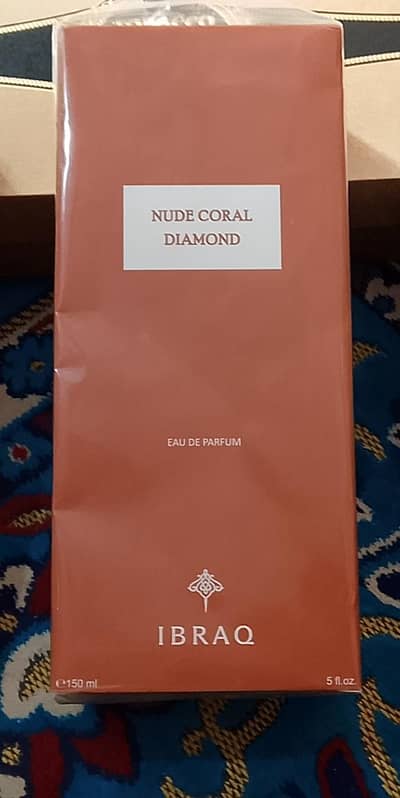 NUDE CORAL
DIAMOND
EAU DE PARFUM
IBRAQ
℮150 ml
5 fl.oz.